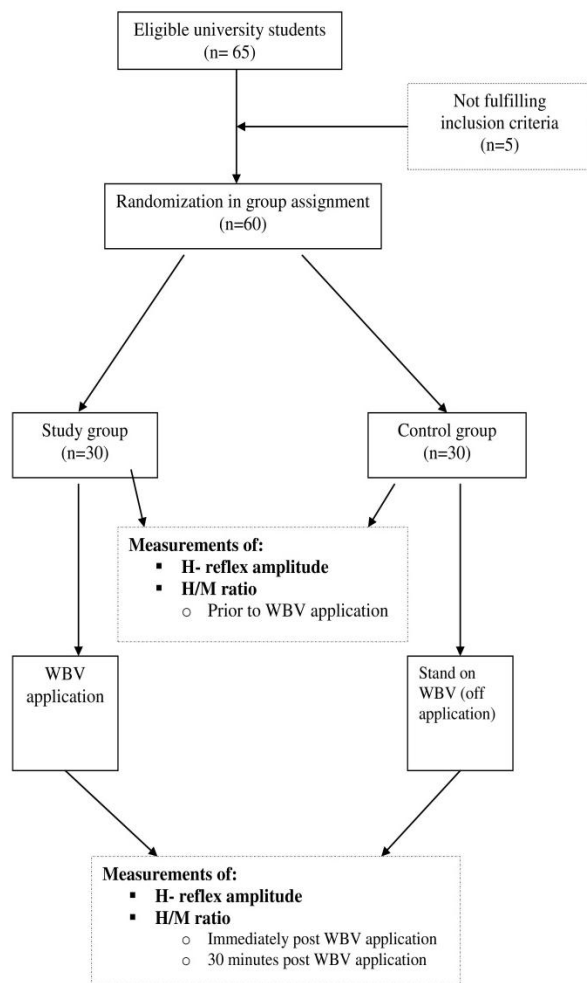 Eligible university students
(n= 65)
Not fulfilling
inclusion criteria
(n=5)
Randomization in group assignment
(n=60)
Study group
(n=30)
Control group
(n=30)
Measurements of:
▪ H- reflex amplitude
▪ H/M ratio
○ Prior to WBV application
WBV
application
Stand on
WBV (off
application)
Measurements of:
▪ H- reflex amplitude
▪ H/M ratio
○ Immediately post WBV application
○ 30 minutes post WBV application